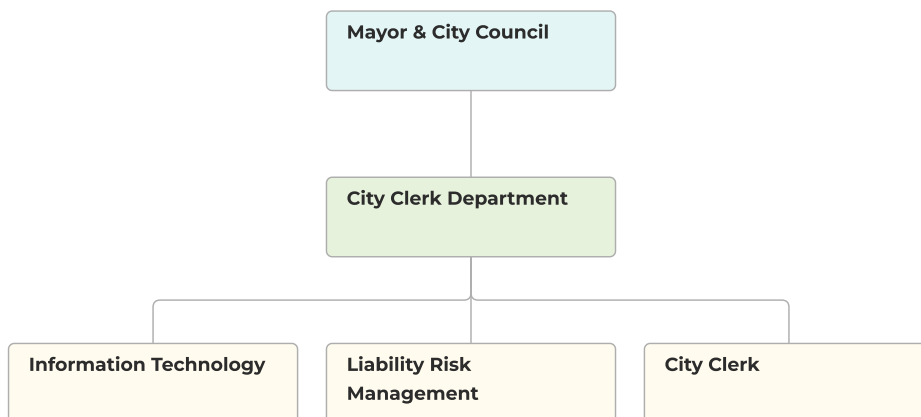 Mayor & City Council
City Clerk Department
Information Technology
Liability Risk
Management
City Clerk